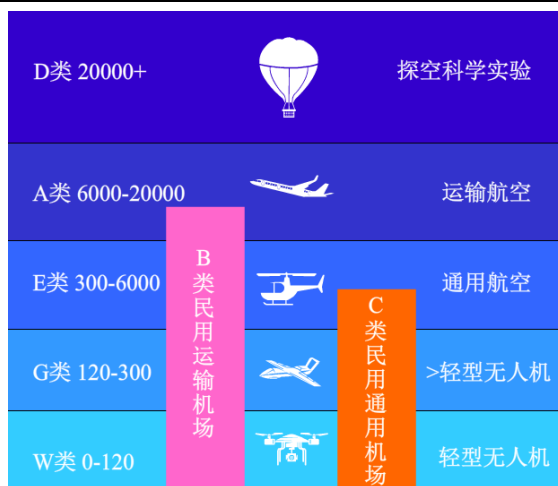 D类 20000+
探空科学实验
A类 6000-20000
运输航空
B类民用运输机场
E类 300-6000
通用航空
C类民用通用机场
G类 120-300
>轻型无人机
W类 0-120
轻型无人机